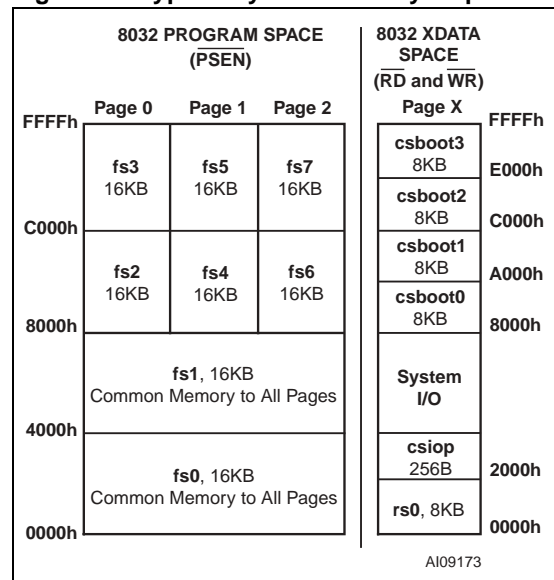 8032 PROGRAM SPACE
(PSEN)
8032 XDATA
SPACE
(RD and WR)
Page 0 Page 1 Page 2
Page X
FFFFh
FFFFh
fs3
16KB
fs5
16KB
fs7
16KB
csboot3
8KB
E000h
csboot2
8KB
C000h
C000h
fs2
16KB
fs4
16KB
fs6
16KB
csboot1
8KB
A000h
csboot0
8KB
8000h
8000h
fs1, 16KB
Common Memory to All Pages
System
I/O
4000h
csiop
256B
2000h
fs0, 16KB
Common Memory to All Pages
rs0, 8KB
0000h
0000h
AI09173